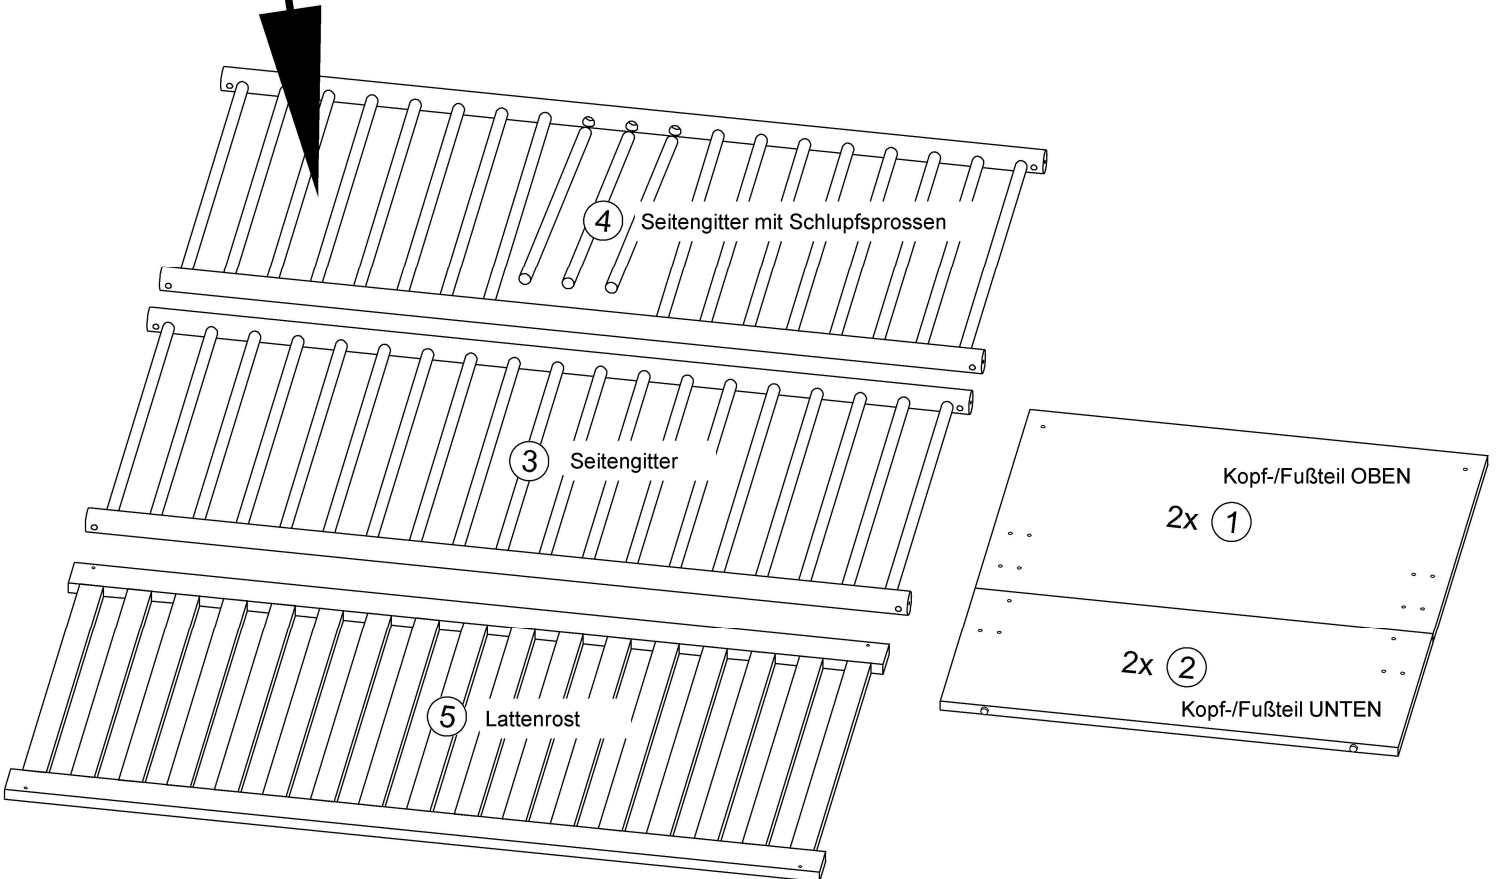 4 Seitengitter mit Schlupfsprossen
3 Seitengitter
Kopf-/Fußteil OBEN
2x 1
2x 2
Kopf-/Fußteil UNTEN
5 Lattenrost